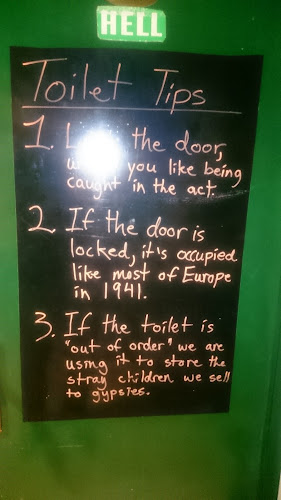 HELL
Toilet Tips
1. Lock the door,
unless you like being
caught in the act.
2. If the door is
locked, it's occupied
like most of Europe
in 1941.
3. If the toilet is
"out of order" we are
using it to store the
stray children we sell
to gypsies.